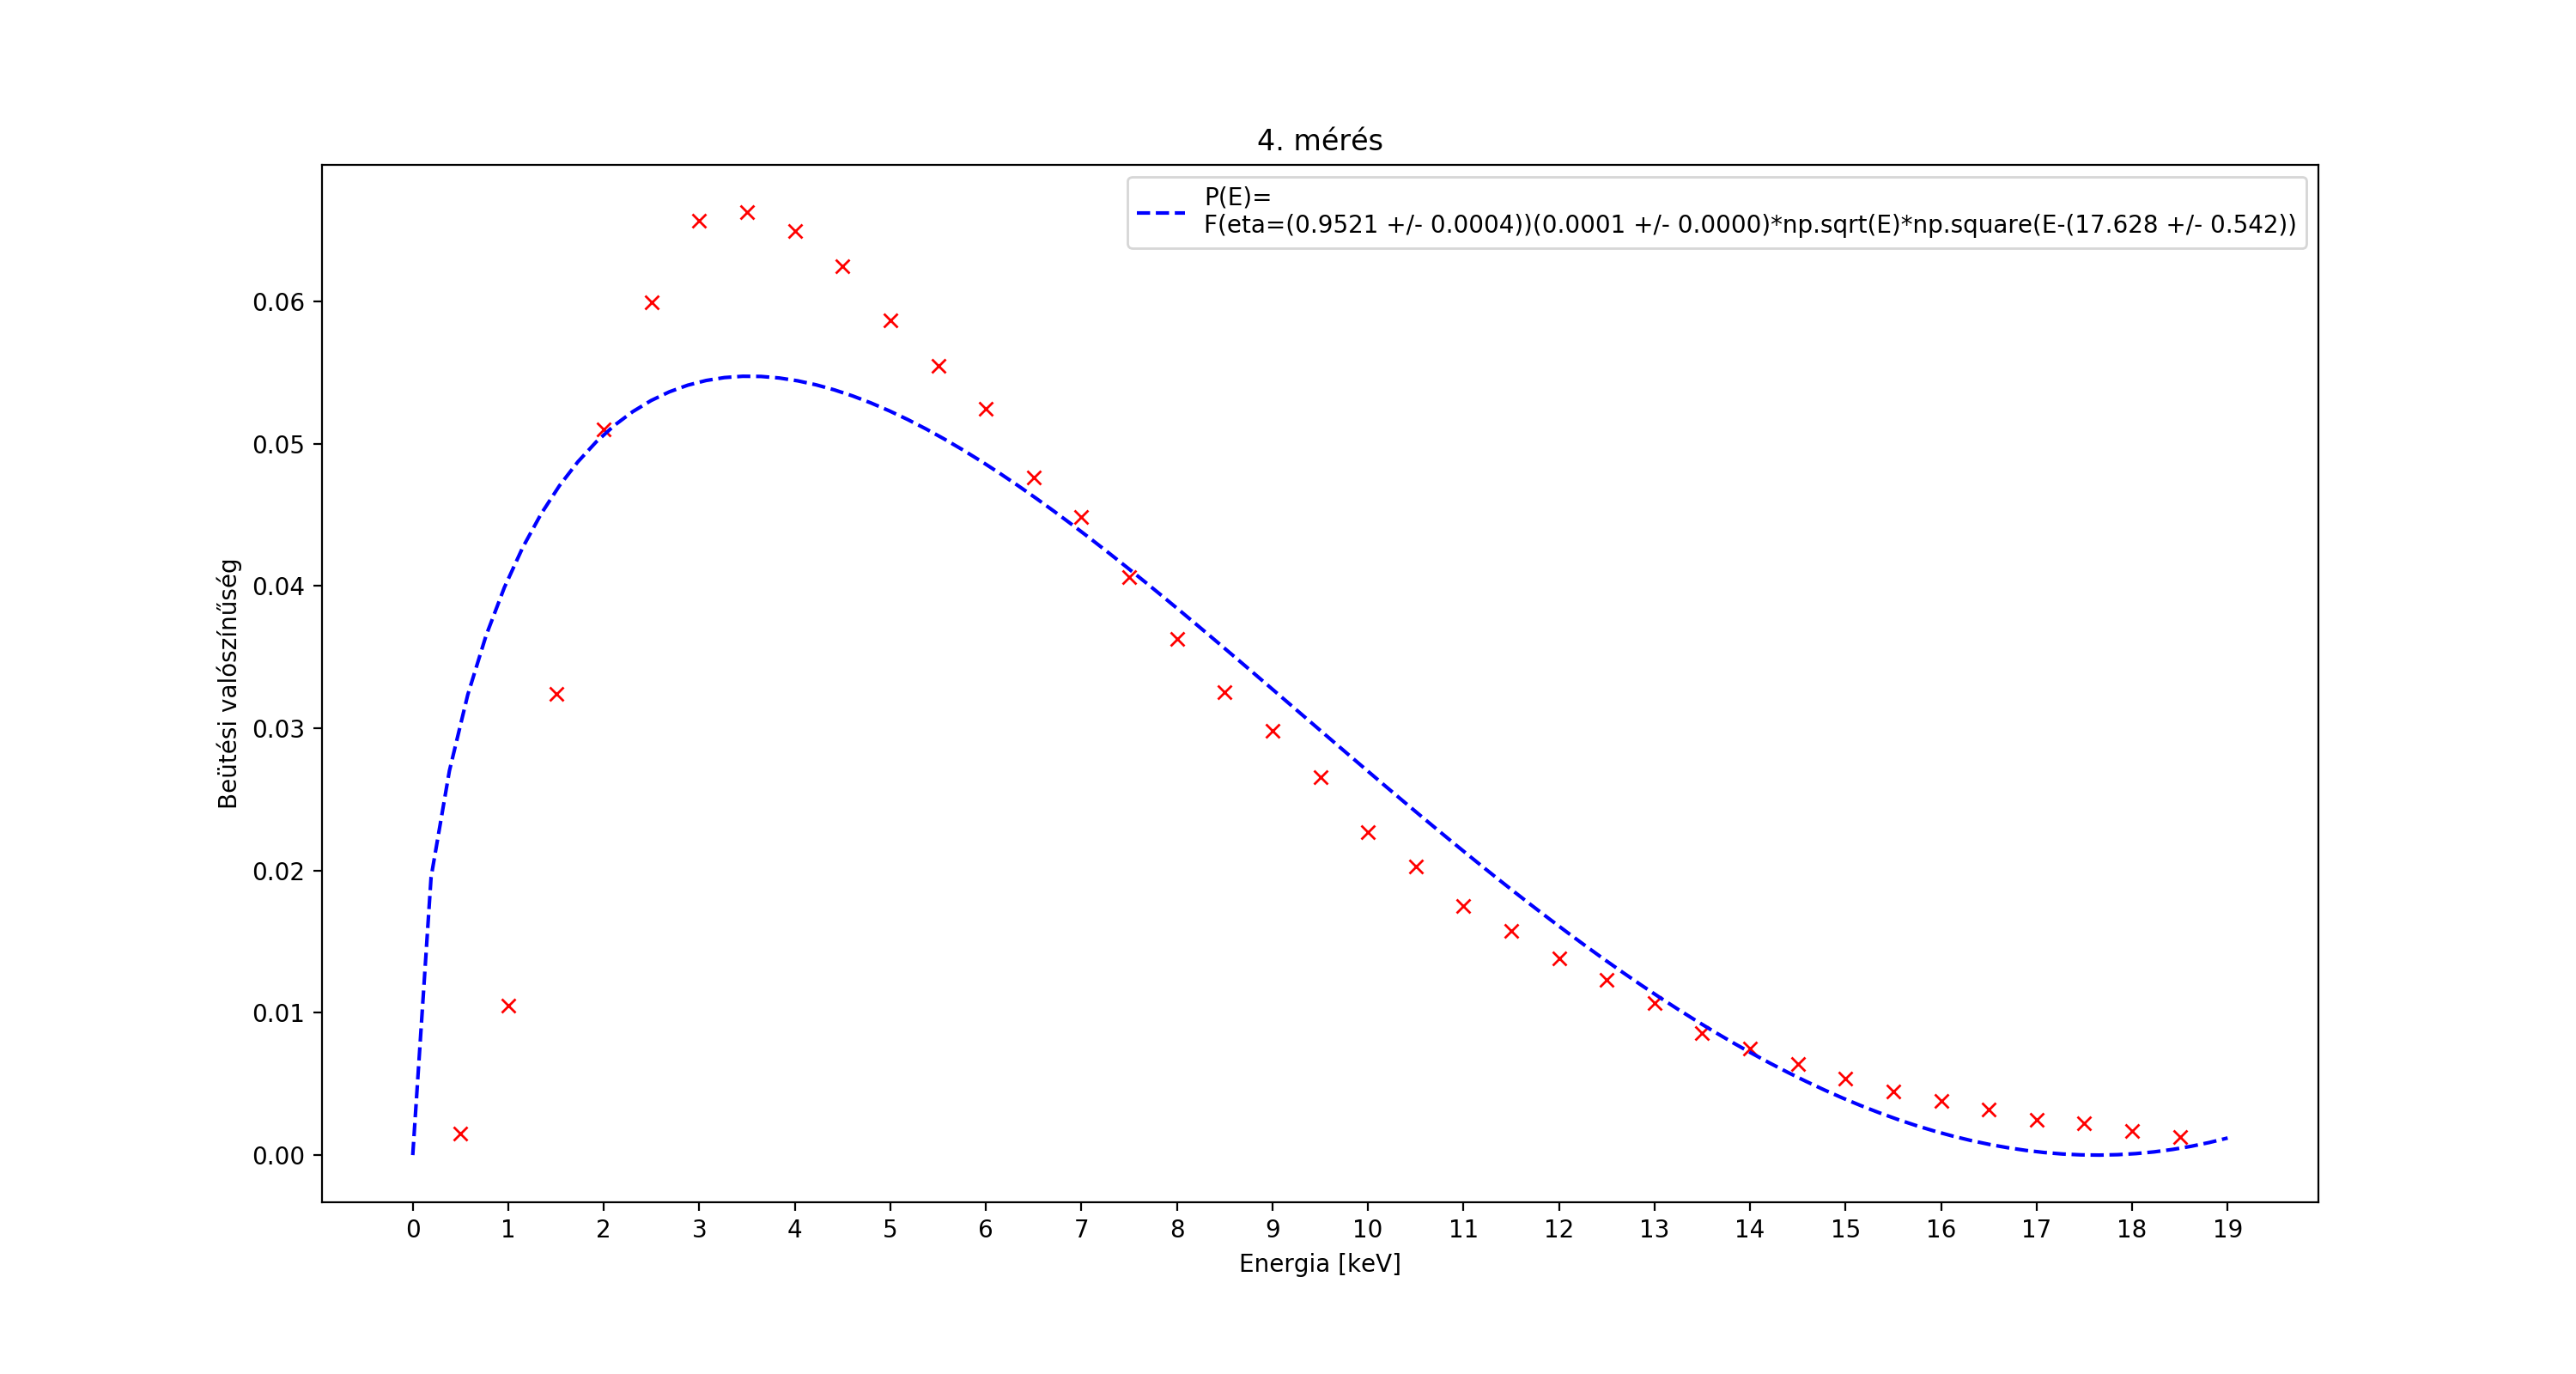 4. mérés
P(E)=
F(eta=(0.9521 +/- 0.0004))(0.0001 +/- 0.0000)*np.sqrt(E)*np.square(E-(17.628 +/- 0.542))
Beütési valószínűség
0.06
0.05
0.04
0.03
0.02
0.01
0.00
0 1 2 3 4 5 6 7 8 9 10 11 12 13 14 15 16 17 18 19
Energia [keV]